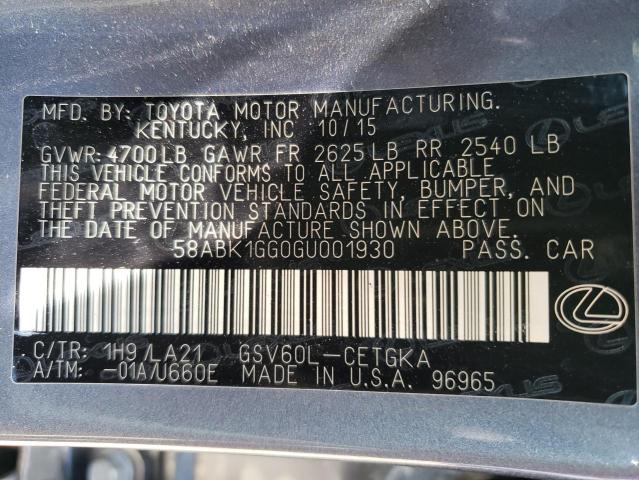 MFD. BY: TOYOTA MOTOR MANUFACTURING.
KENTUCKY, INC 10/15
GVWR: 4700 LB GAWR FR 2625 LB RR 2540 LB
THIS VEHICLE CONFORMS TO ALL APPLICABLE
FEDERAL MOTOR VEHICLE SAFETY, BUMPER, AND
THEFT PREVENTION STANDARDS IN EFFECT ON
THE DATE OF MANUFACTURE SHOWN ABOVE.
58ABK1GG0GU001930 PASS. CAR
C/TR: 1H9/LA21 GSV60L-CETGKA
A/TM: -01A/U660E MADE IN U.S.A. 96965